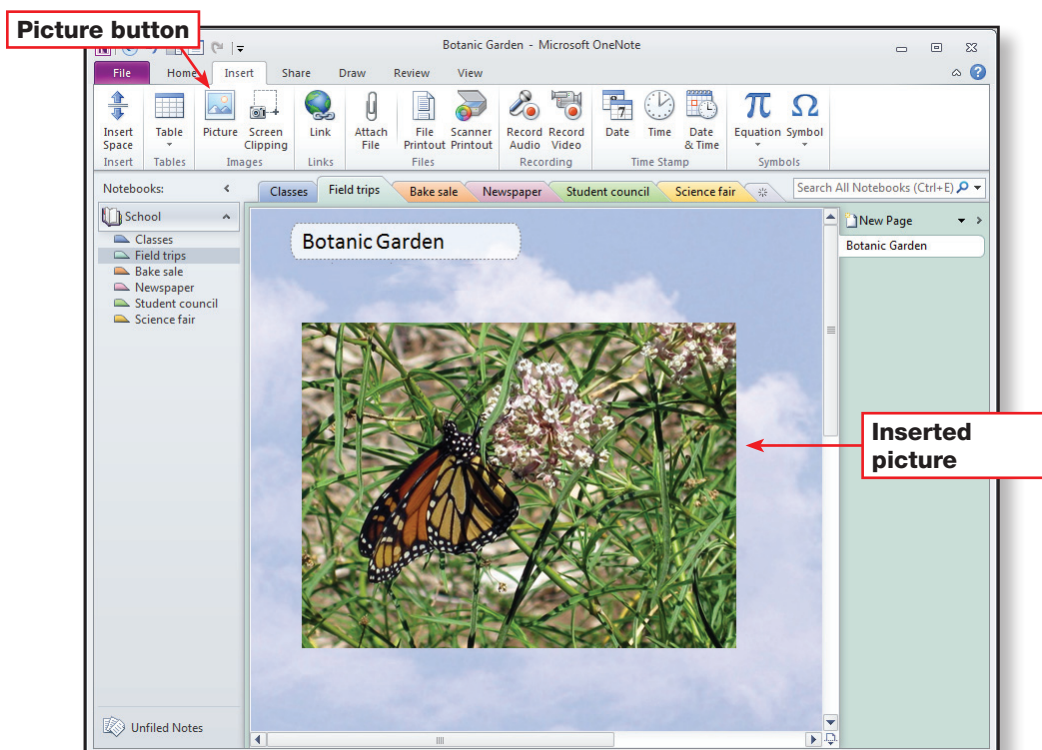 Picture button
Botanic Garden - Microsoft OneNote
File Home Insert Share Draw Review View
Insert Space Table Picture Screen Clipping Link Attach File File Printout Scanner Printout Record Audio Record Video Date Time Date & Time Equation Symbol
Insert Tables Images Links Files Recording Time Stamp Symbols
Notebooks:
Classes Field trips Bake sale Newspaper Student council Science fair
Search All Notebooks (Ctrl+E)
School
Classes
Field trips
Bake sale
Newspaper
Student council
Science fair
Botanic Garden
New Page
Botanic Garden
Inserted
picture
Unfiled Notes